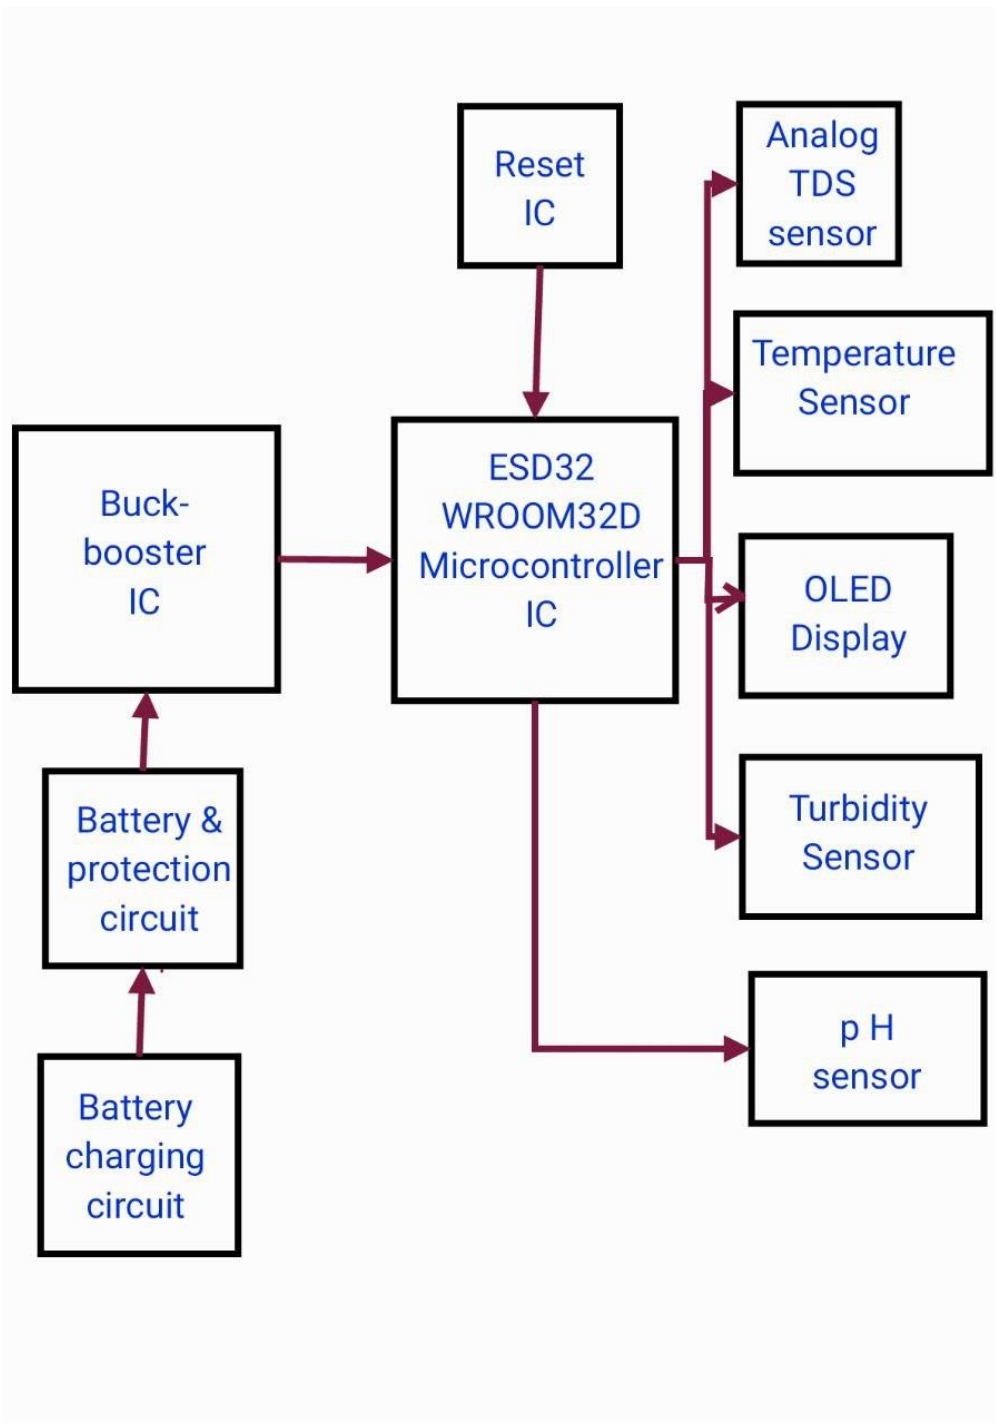 Reset
IC
Analog
TDS
sensor
Temperature
Sensor
Buck-
booster
IC
ESD32
WROOM32D
Microcontroller
IC
OLED
Display
Battery &
protection
circuit
Turbidity
Sensor
p H
sensor
Battery
charging
circuit